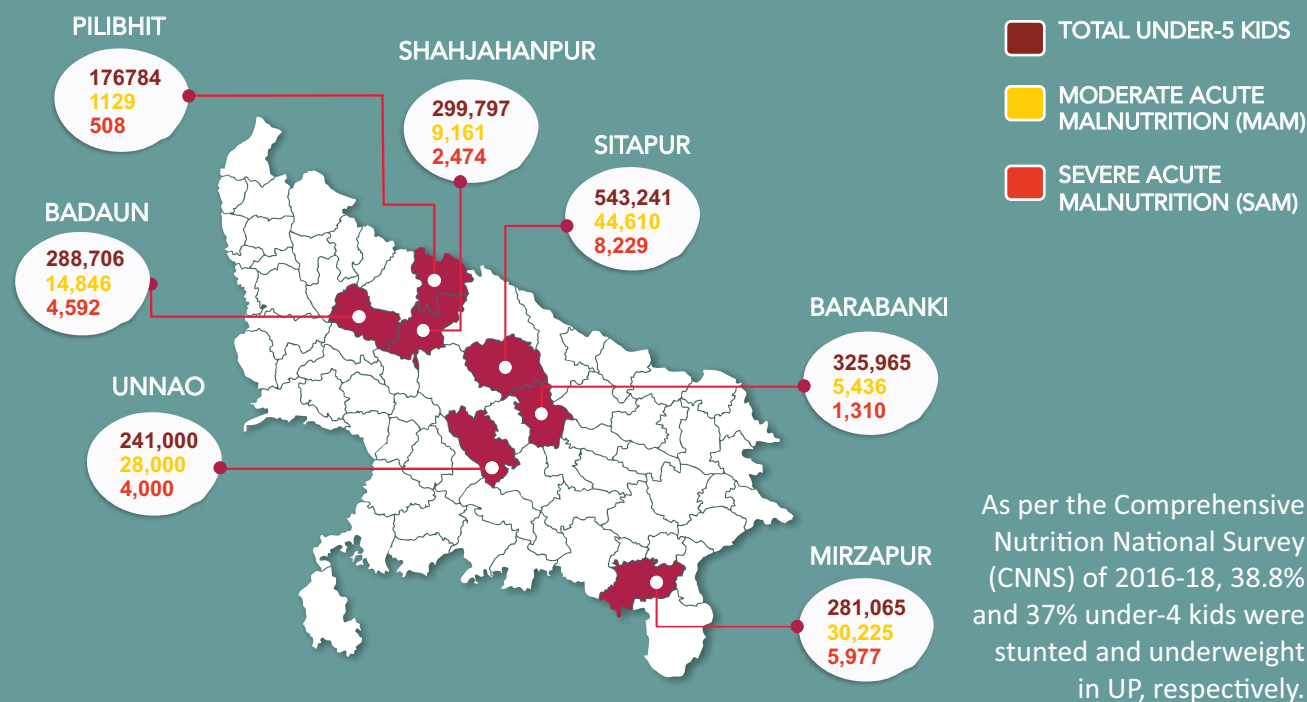 PILIBHIT
176784
1129
508
SHAHJAHANPUR
299,797
9,161
2,474
SITAPUR
543,241
44,610
8,229
TOTAL UNDER-5 KIDS
MODERATE ACUTE
MALNUTRITION (MAM)
SEVERE ACUTE
MALNUTRITION (SAM)
BADAUN
288,706
14,846
4,592
BARABANKI
325,965
5,436
1,310
UNNAO
241,000
28,000
4,000
MIRZAPUR
281,065
30,225
5,977
As per the Comprehensive
Nutrition National Survey
(CNNS) of 2016-18, 38.8%
and 37% under-4 kids were
stunted and underweight
in UP, respectively.